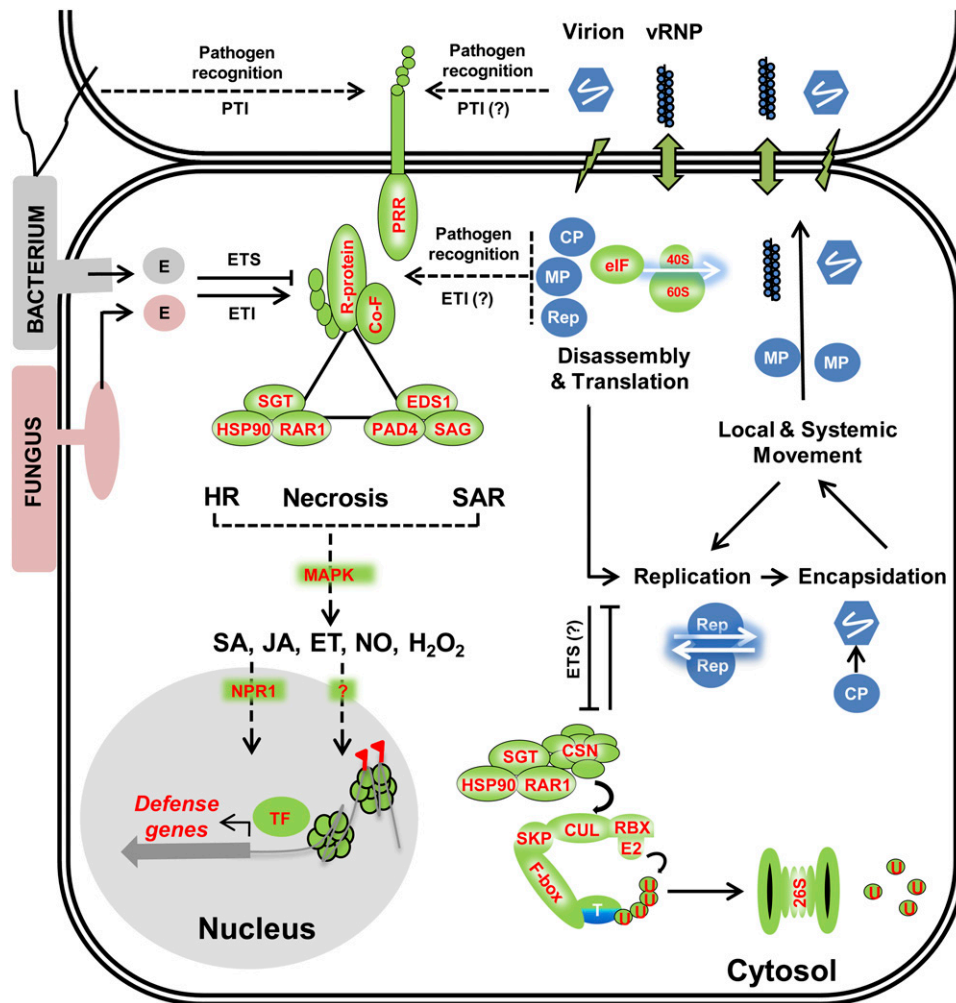 Virion vRNP
Pathogen
recognition
PTI
Pathogen
recognition
PTI (?)
PRR
BACTERIUM
FUNGUS
E
E
ETS
ETI
R-protein
Co-F
Pathogen
recognition
ETI (?)
CP
MP
Rep
eIF
40S
60S
Disassembly
& Translation
MP
MP
SGT
HSP90
RAR1
EDS1
PAD4
SAG
Local & Systemic
Movement
HR Necrosis SAR
MAPK
SA, JA, ET, NO, H₂O₂
NPR1
?
Replication
Encapsidation
Rep
Rep
CP
ETS (?)
SGT
CSN
HSP90
RAR1
Defense
genes
TF
Nucleus
SKP
CUL
RBX
E2
F-box
T
U
U
U
U
U
26S
U
U
U
U
Cytosol